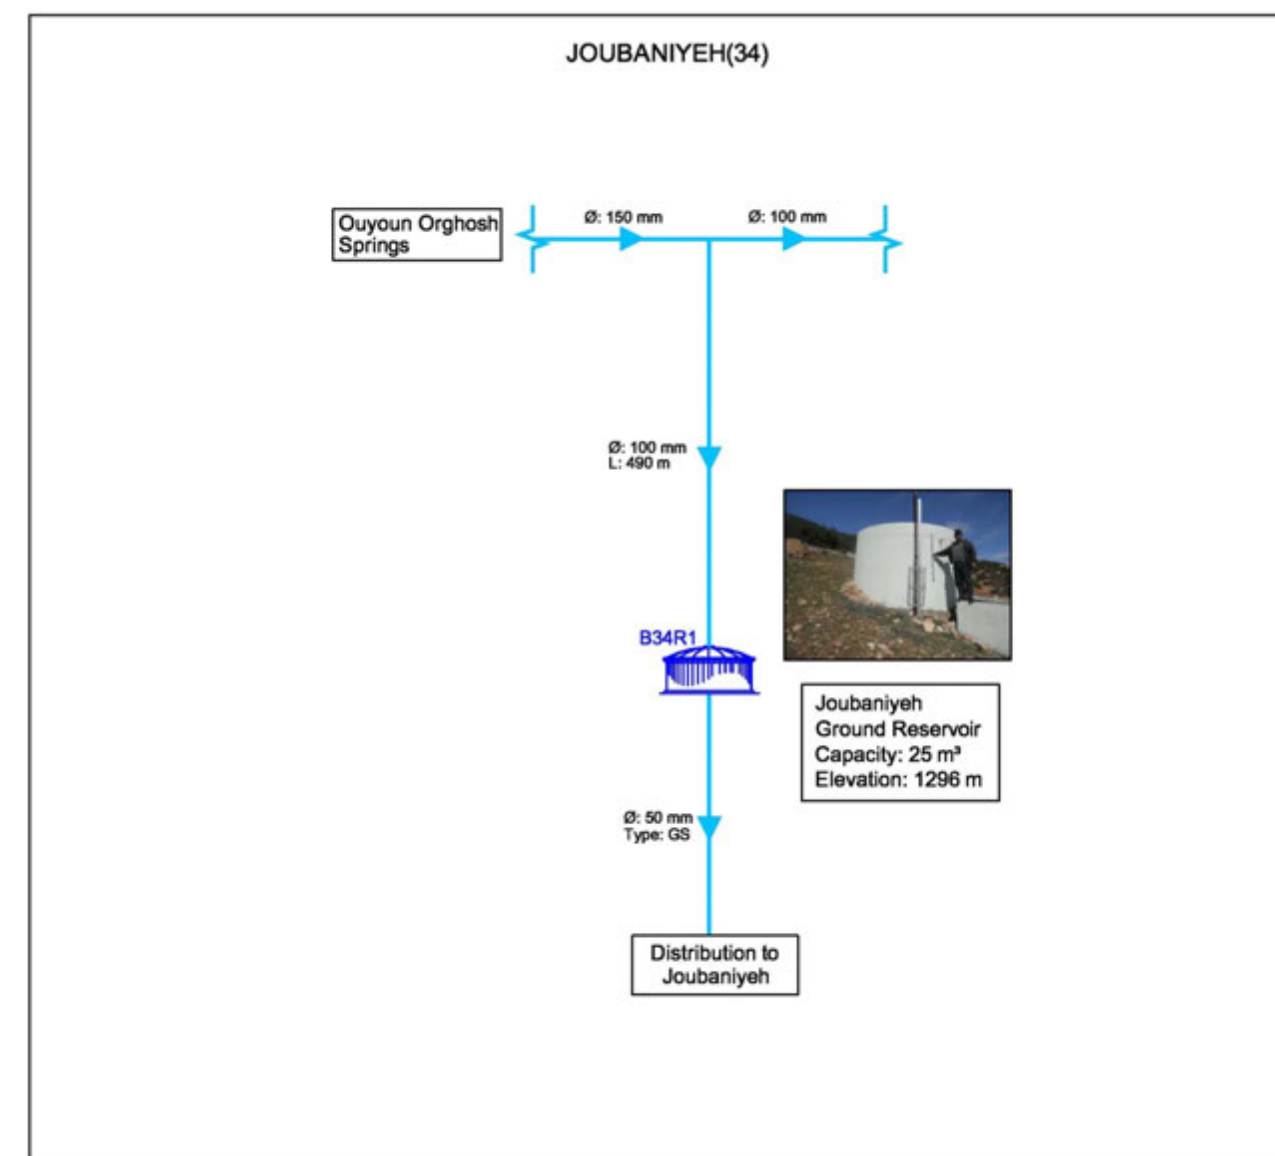 JOUBANIYEH(34)
Ouyoun Orghosh
Springs
Ø: 150 mm
Ø: 100 mm
Ø: 100 mm
L: 490 m
B34R1
Joubaniyeh
Ground Reservoir
Capacity: 25 m³
Elevation: 1296 m
Ø: 50 mm
Type: GS
Distribution to
Joubaniyeh